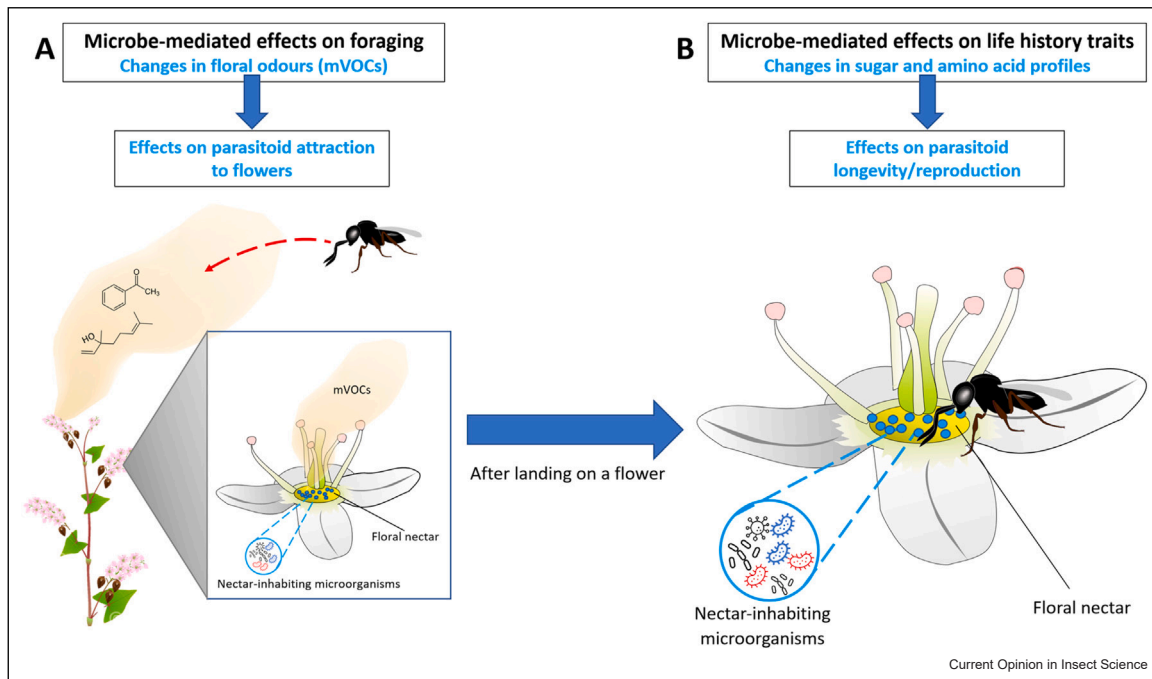 A
Microbe-mediated effects on foraging
Changes in floral odours (mVOCs)
Effects on parasitoid attraction
to flowers
O
CH₃
HO
mVOCs
Floral nectar
Nectar-inhabiting microorganisms
After landing on a flower
B
Microbe-mediated effects on life history traits
Changes in sugar and amino acid profiles
Effects on parasitoid
longevity/reproduction
Nectar-inhabiting
microorganisms
Floral nectar
Current Opinion in Insect Science